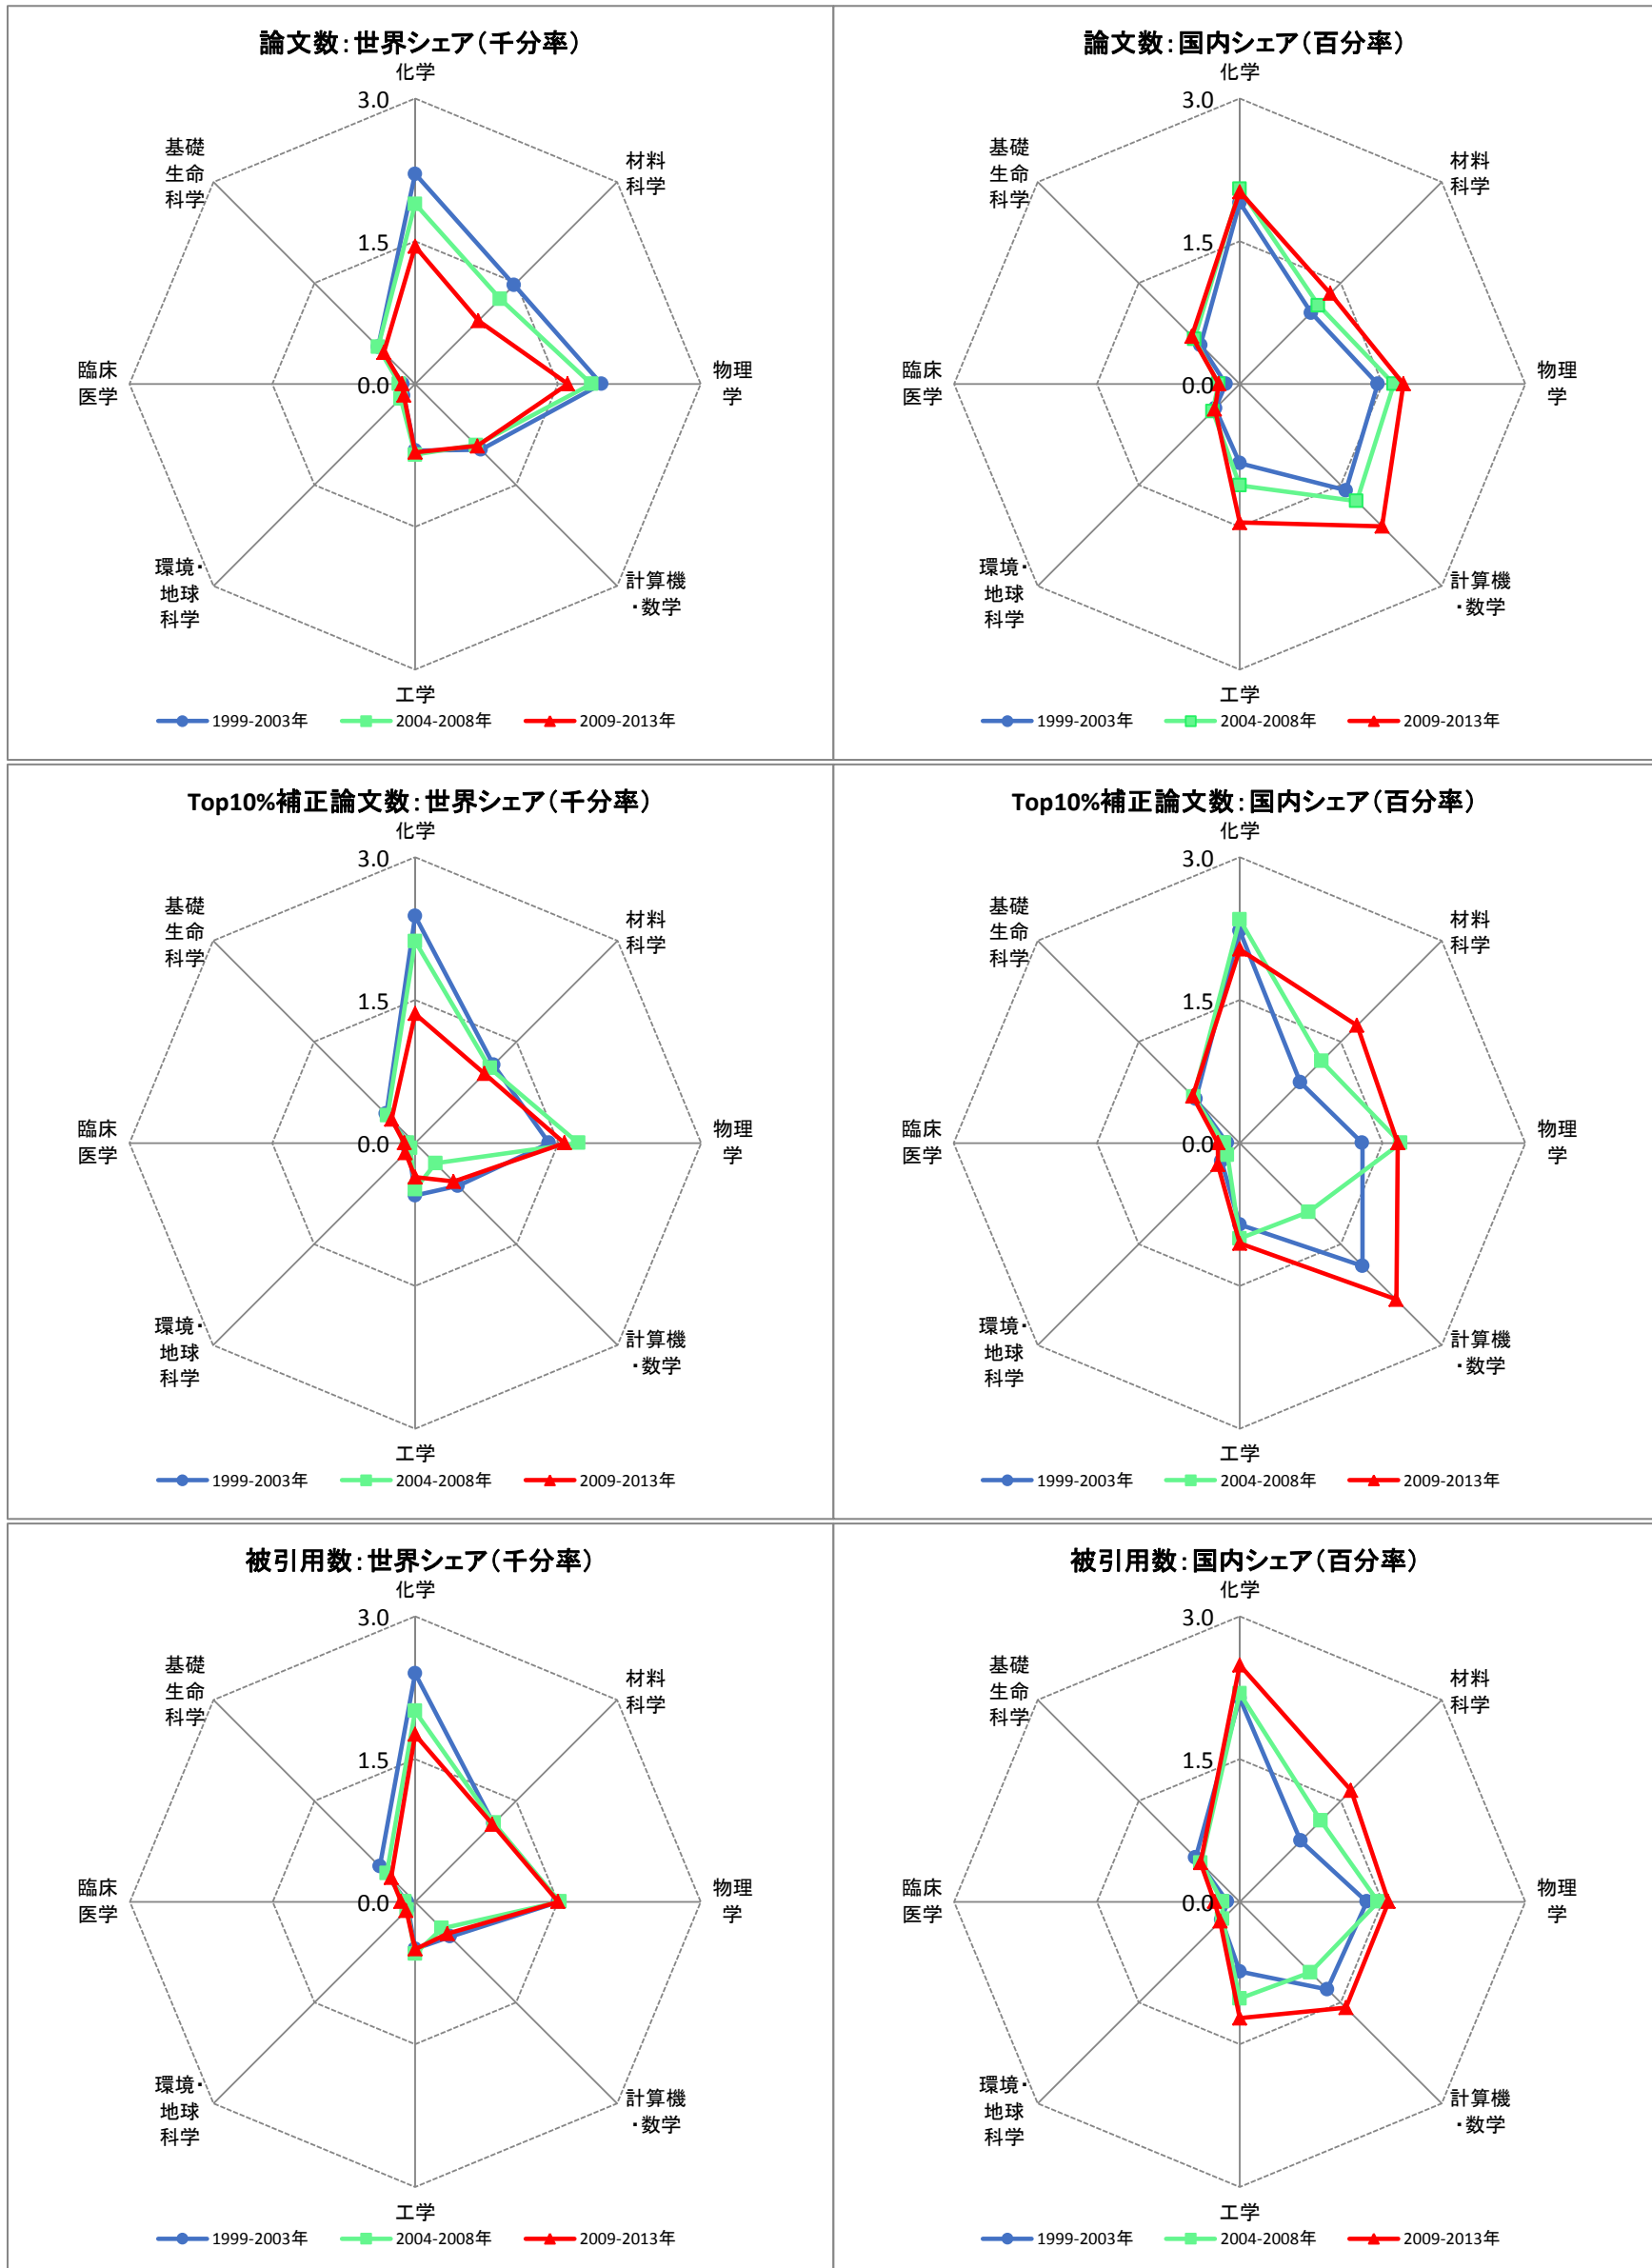 論文数：世界シェア（千分率）
化学
3.0
基礎
生命
科学
材料
科学
1.5
臨床
医学
0.0
物理
学
環境・
地球
科学
計算機
・数学
工学
1999-2003年 2004-2008年 2009-2013年
論文数：国内シェア（百分率）
化学
3.0
基礎
生命
科学
材料
科学
1.5
臨床
医学
0.0
物理
学
環境・
地球
科学
計算機
・数学
工学
1999-2003年 2004-2008年 2009-2013年
Top10%補正論文数：世界シェア（千分率）
化学
3.0
基礎
生命
科学
材料
科学
1.5
臨床
医学
0.0
物理
学
環境・
地球
科学
計算機
・数学
工学
1999-2003年 2004-2008年 2009-2013年
Top10%補正論文数：国内シェア（百分率）
化学
3.0
基礎
生命
科学
材料
科学
1.5
臨床
医学
0.0
物理
学
環境・
地球
科学
計算機
・数学
工学
1999-2003年 2004-2008年 2009-2013年
被引用数：世界シェア（千分率）
化学
3.0
基礎
生命
科学
材料
科学
1.5
臨床
医学
0.0
物理
学
環境・
地球
科学
計算機
・数学
工学
1999-2003年 2004-2008年 2009-2013年
被引用数：国内シェア（百分率）
化学
3.0
基礎
生命
科学
材料
科学
1.5
臨床
医学
0.0
物理
学
環境・
地球
科学
計算機
・数学
工学
1999-2003年 2004-2008年 2009-2013年